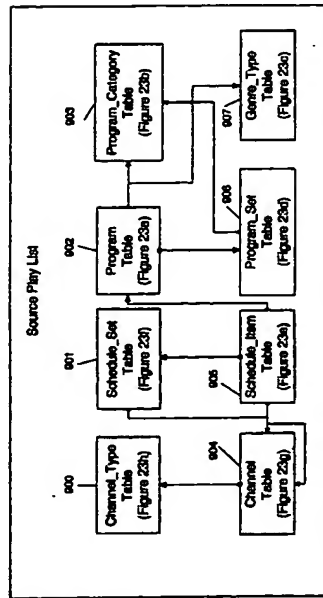 Source Play List
900
Channel_Type
Table
(Figure 23h)
901
Schedule_Set
Table
(Figure 23f)
902
Program
Table
(Figure 23a)
903
Program_Category
Table
(Figure 23b)
904
Channel
Table
(Figure 23g)
905
Schedule_Item
Table
(Figure 23e)
906
Program_Set
Table
(Figure 23d)
907
Genre_Type
Table
(Figure 23c)